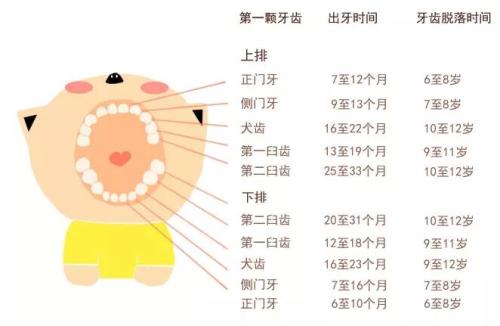 第一颗牙齿 出牙时间 牙齿脱落时间
上排
正门牙 7至12个月 6至8岁
侧门牙 9至13个月 7至8岁
犬齿 16至22个月 10至12岁
第一臼齿 13至19个月 9至11岁
第二臼齿 25至33个月 10至12岁
下排
第二臼齿 20至31个月 10至12岁
第一臼齿 12至18个月 9至11岁
犬齿 16至23个月 9至12岁
侧门牙 7至16个月 7至8岁
正门牙 6至10个月 6至8岁